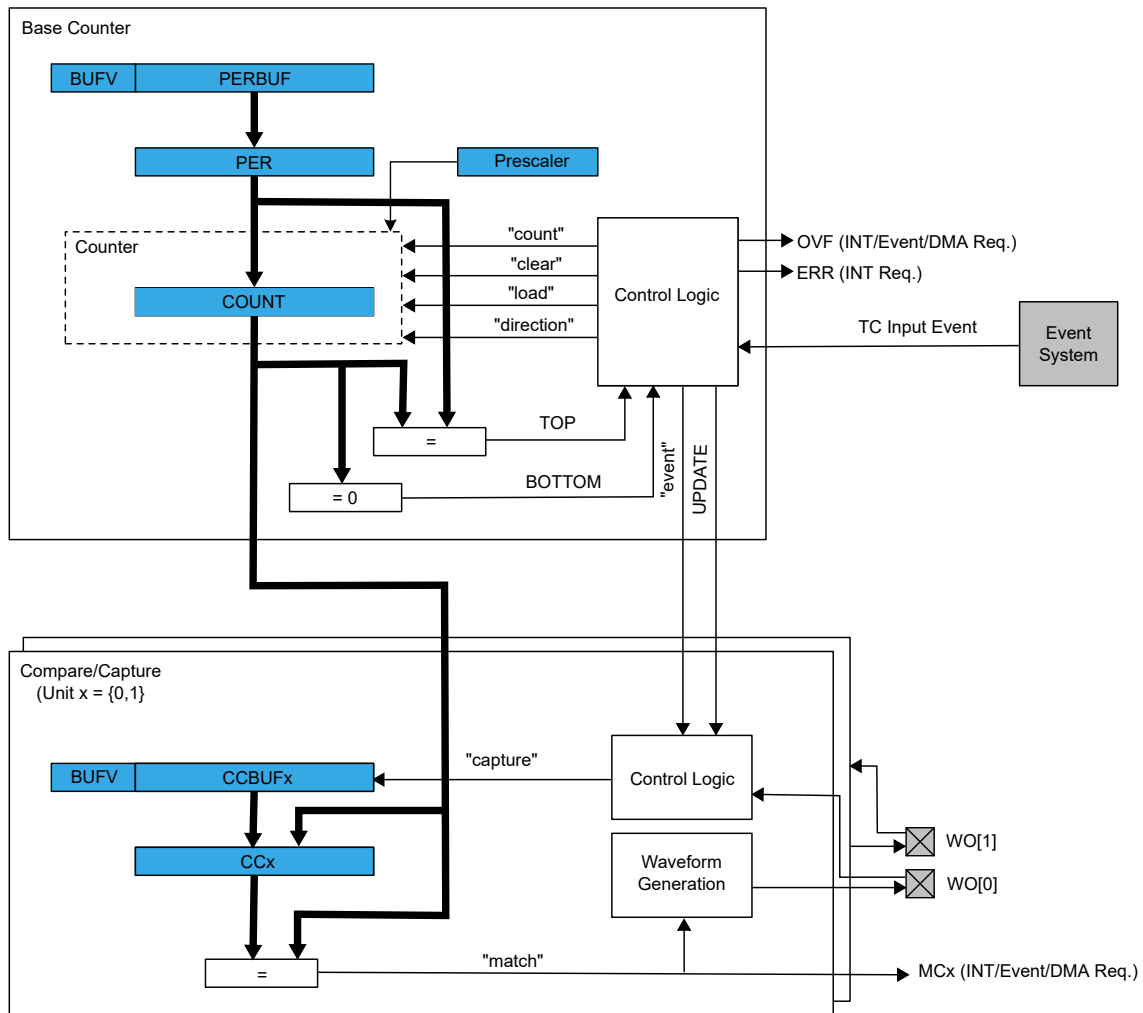 Base Counter
BUFV
PERBUF
PER
Prescaler
Counter
COUNT
"count"
"clear"
"load"
"direction"
Control Logic
OVF (INT/Event/DMA Req.)
ERR (INT Req.)
TC Input Event
Event
System
=
TOP
= 0
BOTTOM
"event"
UPDATE
Compare/Capture
(Unit x = {0,1}
BUFV
CCBUFx
"capture"
Control Logic
CCx
Waveform
Generation
WO[1]
WO[0]
=
"match"
MCx (INT/Event/DMA Req.)